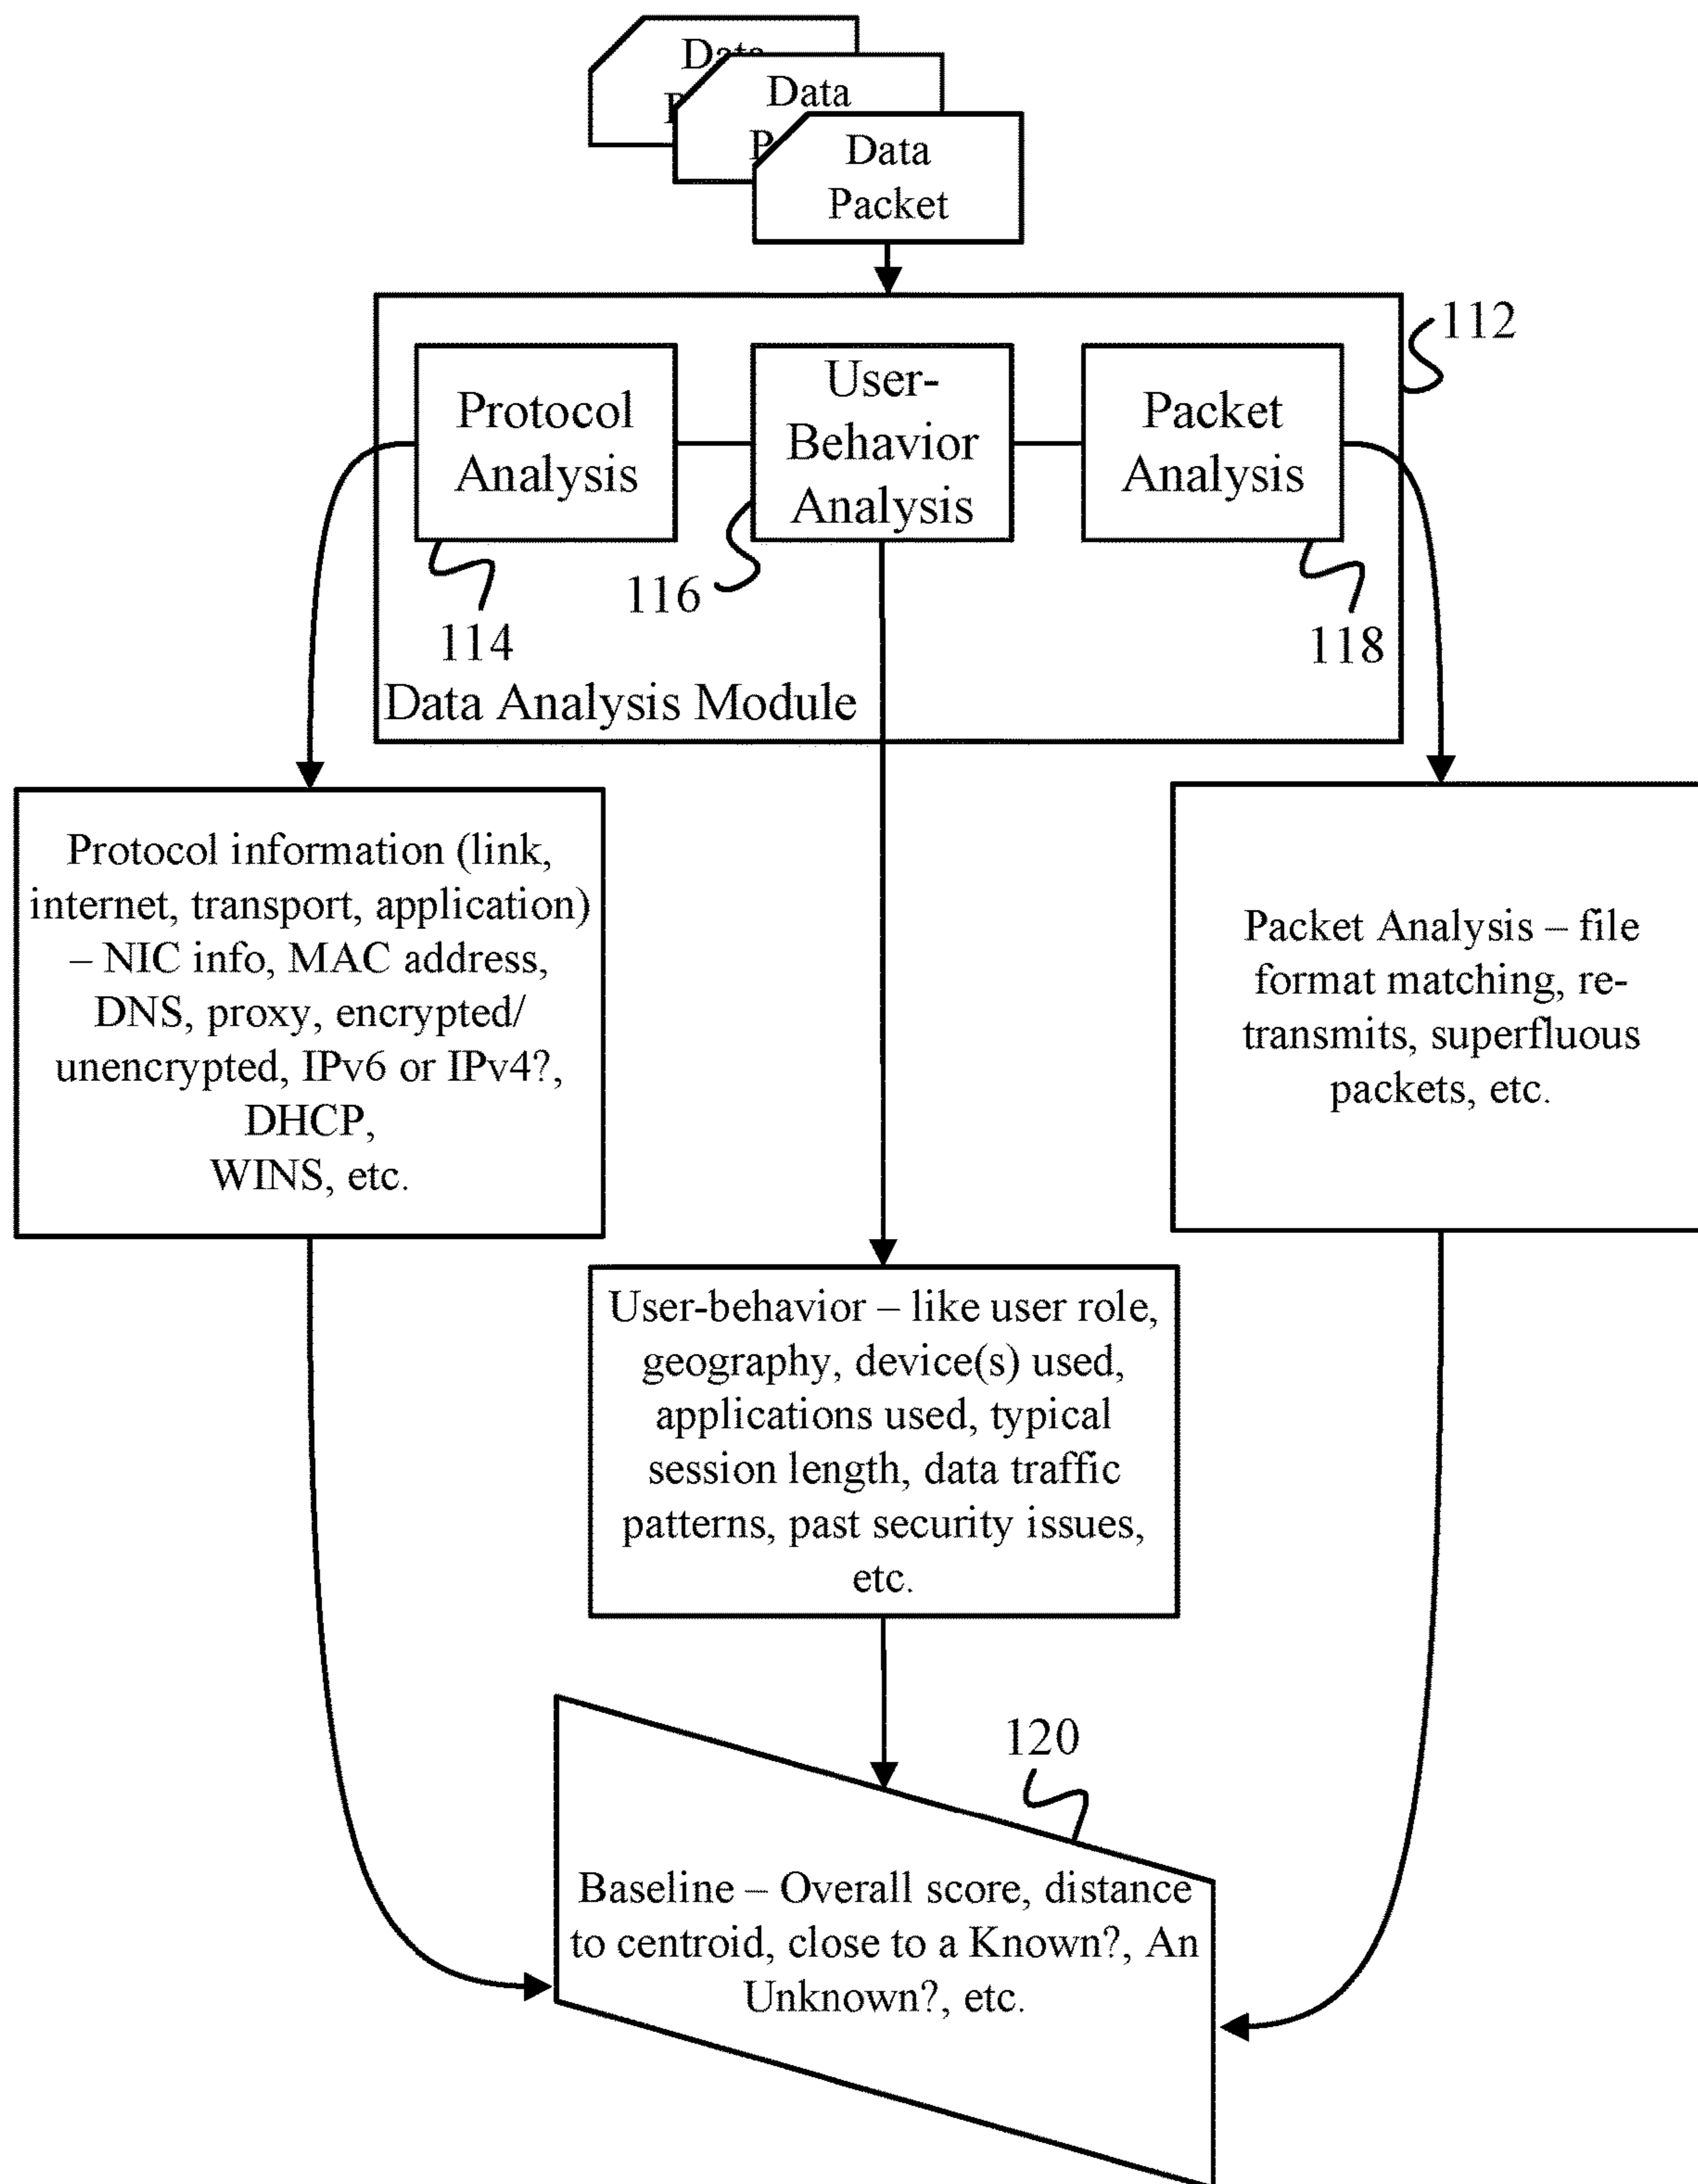 Data
Data
Data
Packet
112
Protocol
Analysis
User-
Behavior
Analysis
Packet
Analysis
114
116
118
Data Analysis Module
Protocol information (link,
internet, transport, application)
– NIC info, MAC address,
DNS, proxy, encrypted/
unencrypted, IPv6 or IPv4?,
DHCP,
WINS, etc.
Packet Analysis – file
format matching, re-
transmits, superfluous
packets, etc.
User-behavior – like user role,
geography, device(s) used,
applications used, typical
session length, data traffic
patterns, past security issues,
etc.
120
Baseline – Overall score, distance
to centroid, close to a Known?, An
Unknown?, etc.